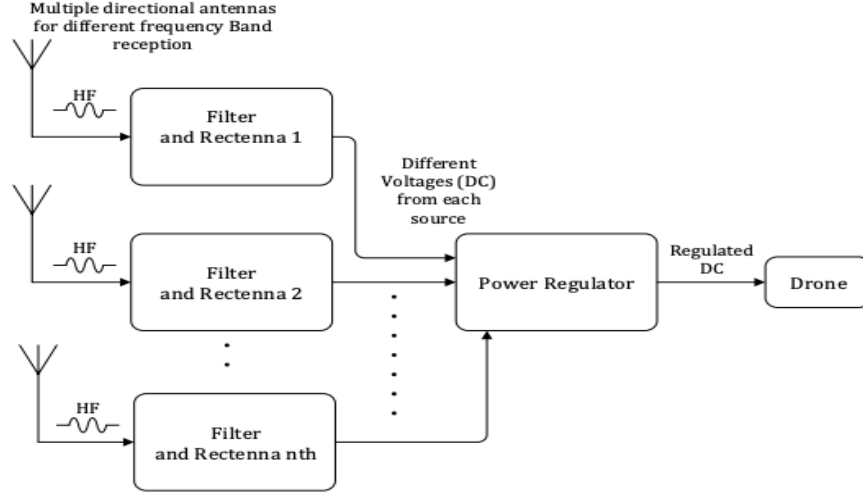 Multiple directional antennas
for different frequency Band
reception
HF
Filter
and Rectenna 1
Different
Voltages (DC)
from each
source
HF
Filter
and Rectenna 2
Power Regulator
Regulated
DC
Drone
HF
Filter
and Rectenna nth